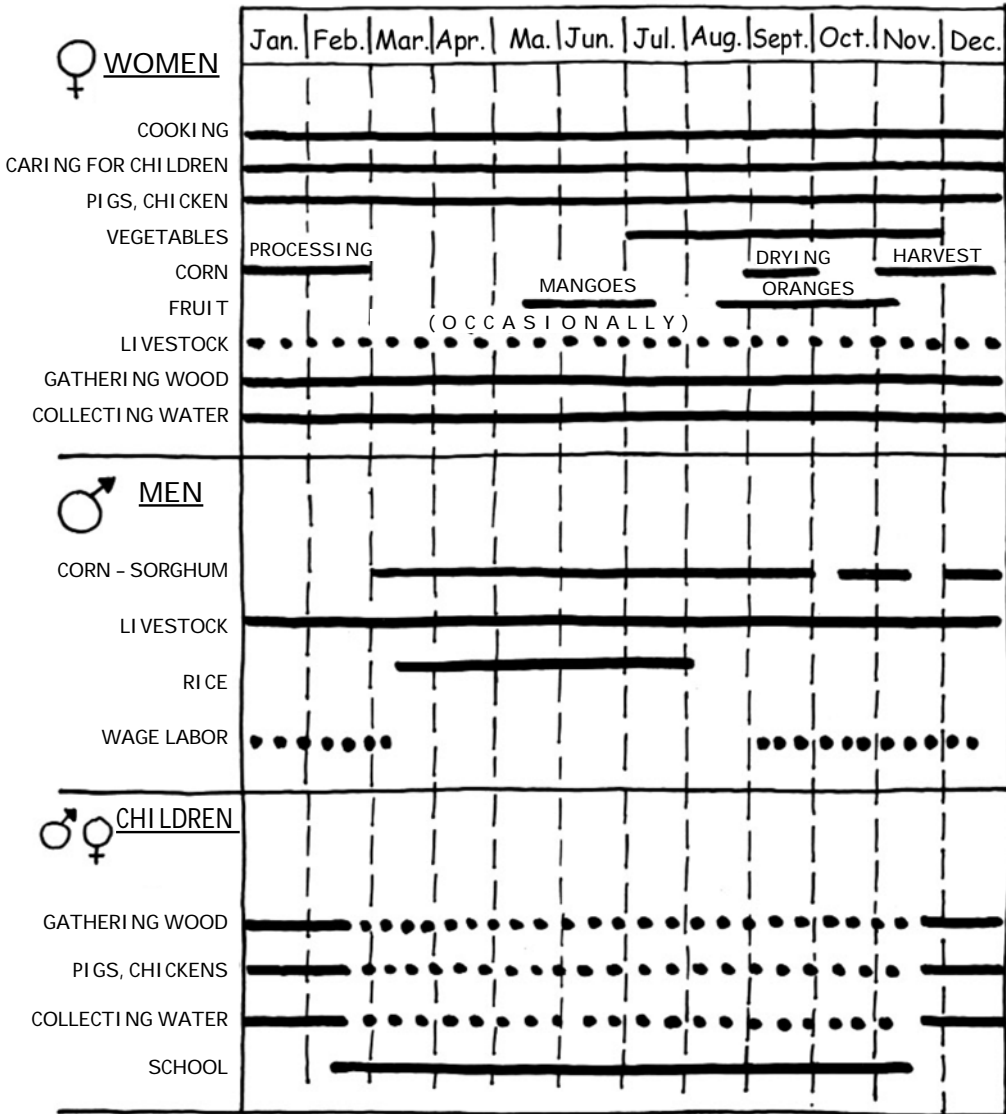 Jan. Feb. Mar. Apr. Ma. Jun. Jul. Aug. Sept. Oct. Nov. Dec.
WOMEN
COOKING
CARING FOR CHILDREN
PIGS, CHICKEN
VEGETABLES
PROCESSING DRYING HARVEST
CORN
MANGOES ORANGES
FRUIT
(OCCASIONALLY)
LIVESTOCK
GATHERING WOOD
COLLECTING WATER
MEN
CORN – SORGHUM
LIVESTOCK
RICE
WAGE LABOR
CHILDREN
GATHERING WOOD
PIGS, CHICKENS
COLLECTING WATER
SCHOOL